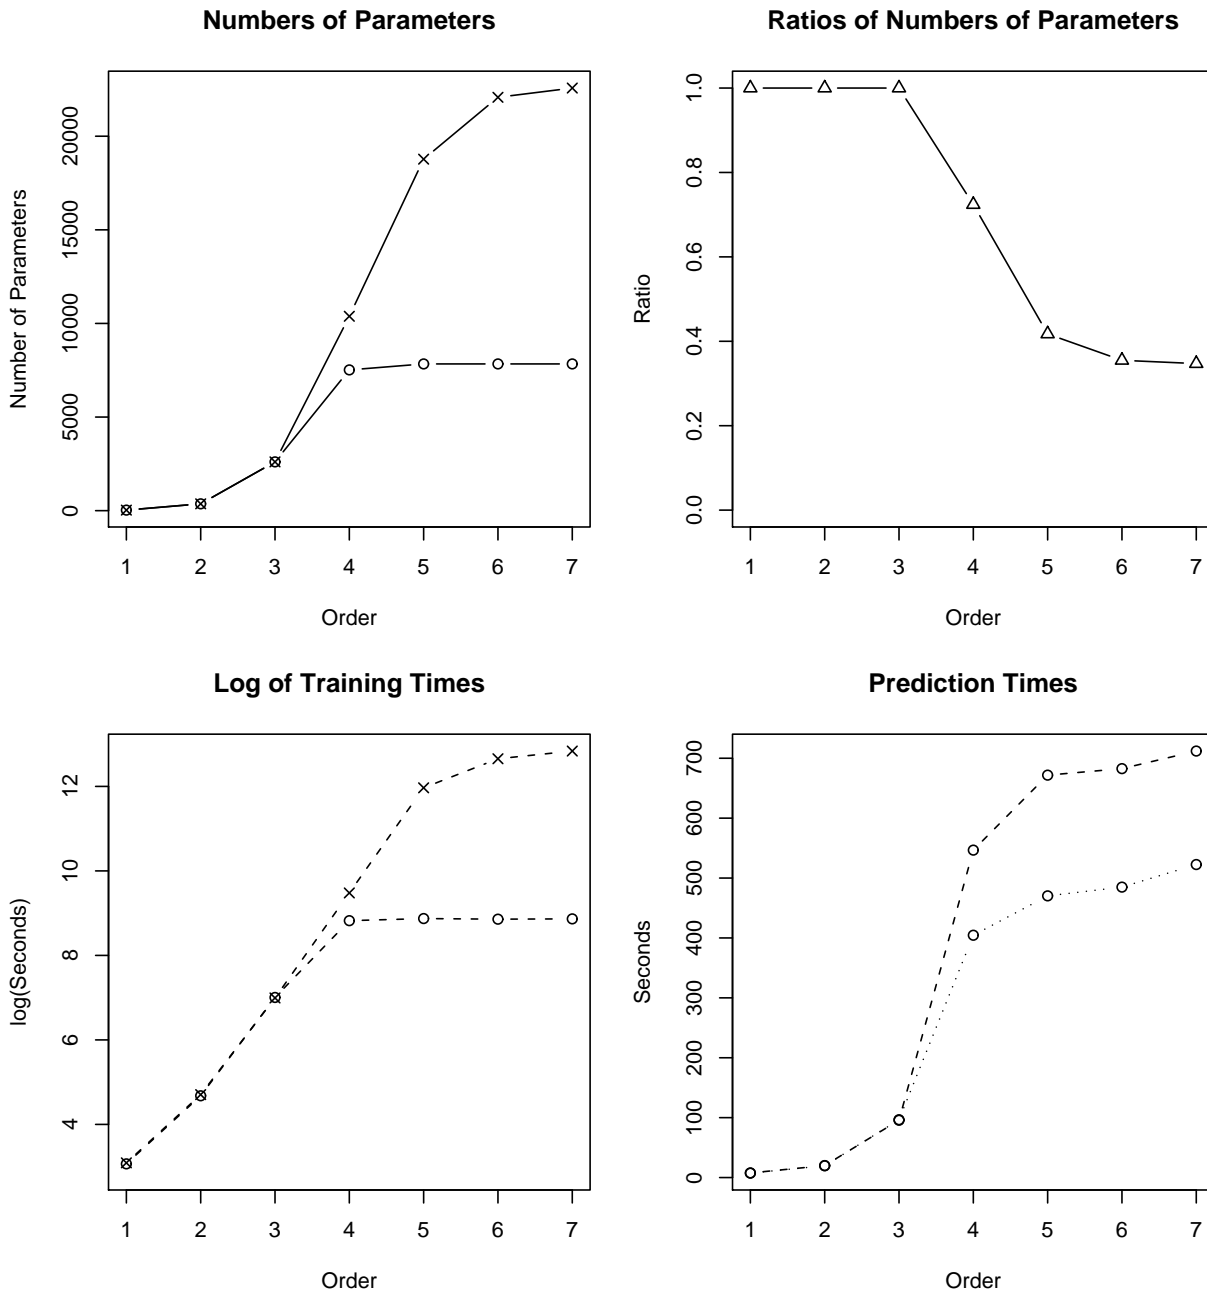 Numbers of Parameters
Number of Parameters
20000
15000
10000
5000
0
1 2 3 4 5 6 7
Order
Ratios of Numbers of Parameters
Ratio
1.0
0.8
0.6
0.4
0.2
0.0
1 2 3 4 5 6 7
Order
Log of Training Times
log(Seconds)
12
10
8
6
4
1 2 3 4 5 6 7
Order
Prediction Times
Seconds
700
600
500
400
300
200
100
0
1 2 3 4 5 6 7
Order